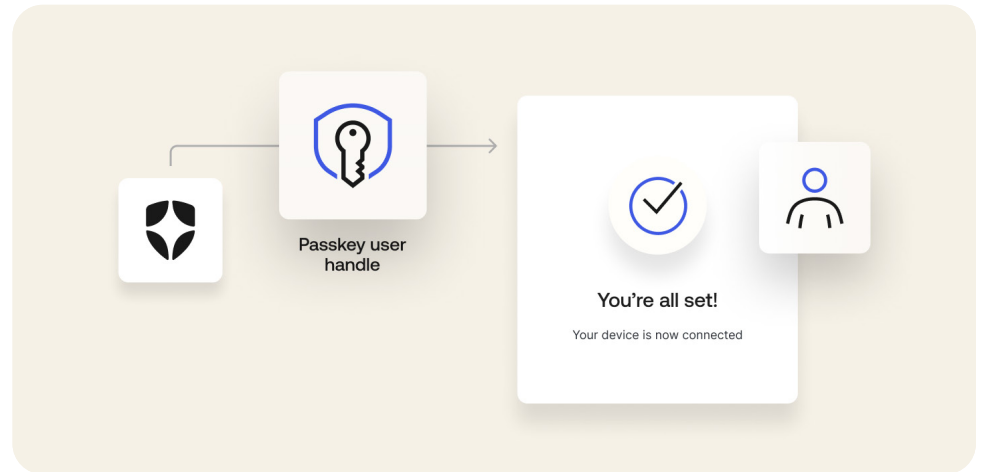 Passkey user
handle
You’re all set!
Your device is now connected